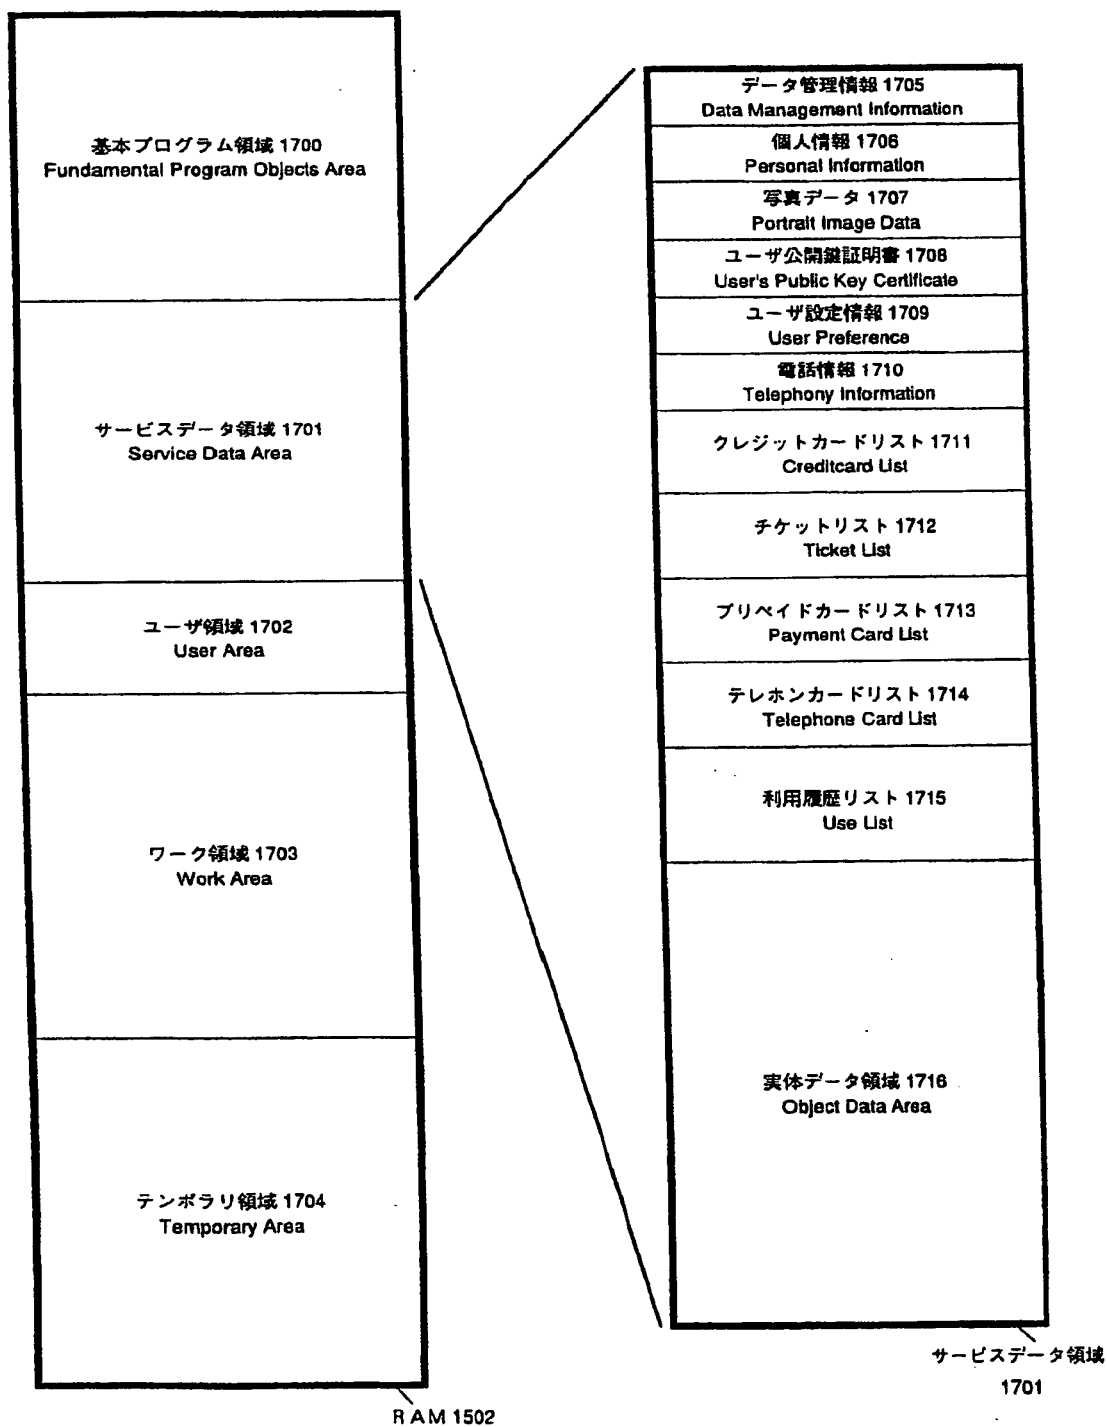 基本プログラム領域 1700
Fundamental Program Objects Area
サービスデータ領域 1701
Service Data Area
ユーザ領域 1702
User Area
ワーク領域 1703
Work Area
テンポラリ領域 1704
Temporary Area
RAM 1502
データ管理情報 1705
Data Management Information
個人情報 1706
Personal Information
写真データ 1707
Portrait Image Data
ユーザ公開鍵証明書 1708
User's Public Key Certificate
ユーザ設定情報 1709
User Preference
電話情報 1710
Telephony Information
クレジットカードリスト 1711
Creditcard List
チケットリスト 1712
Ticket List
プリペイドカードリスト 1713
Payment Card List
テレホンカードリスト 1714
Telephone Card List
利用履歴リスト 1715
Use List
実体データ領域 1716
Object Data Area
サービスデータ領域
1701